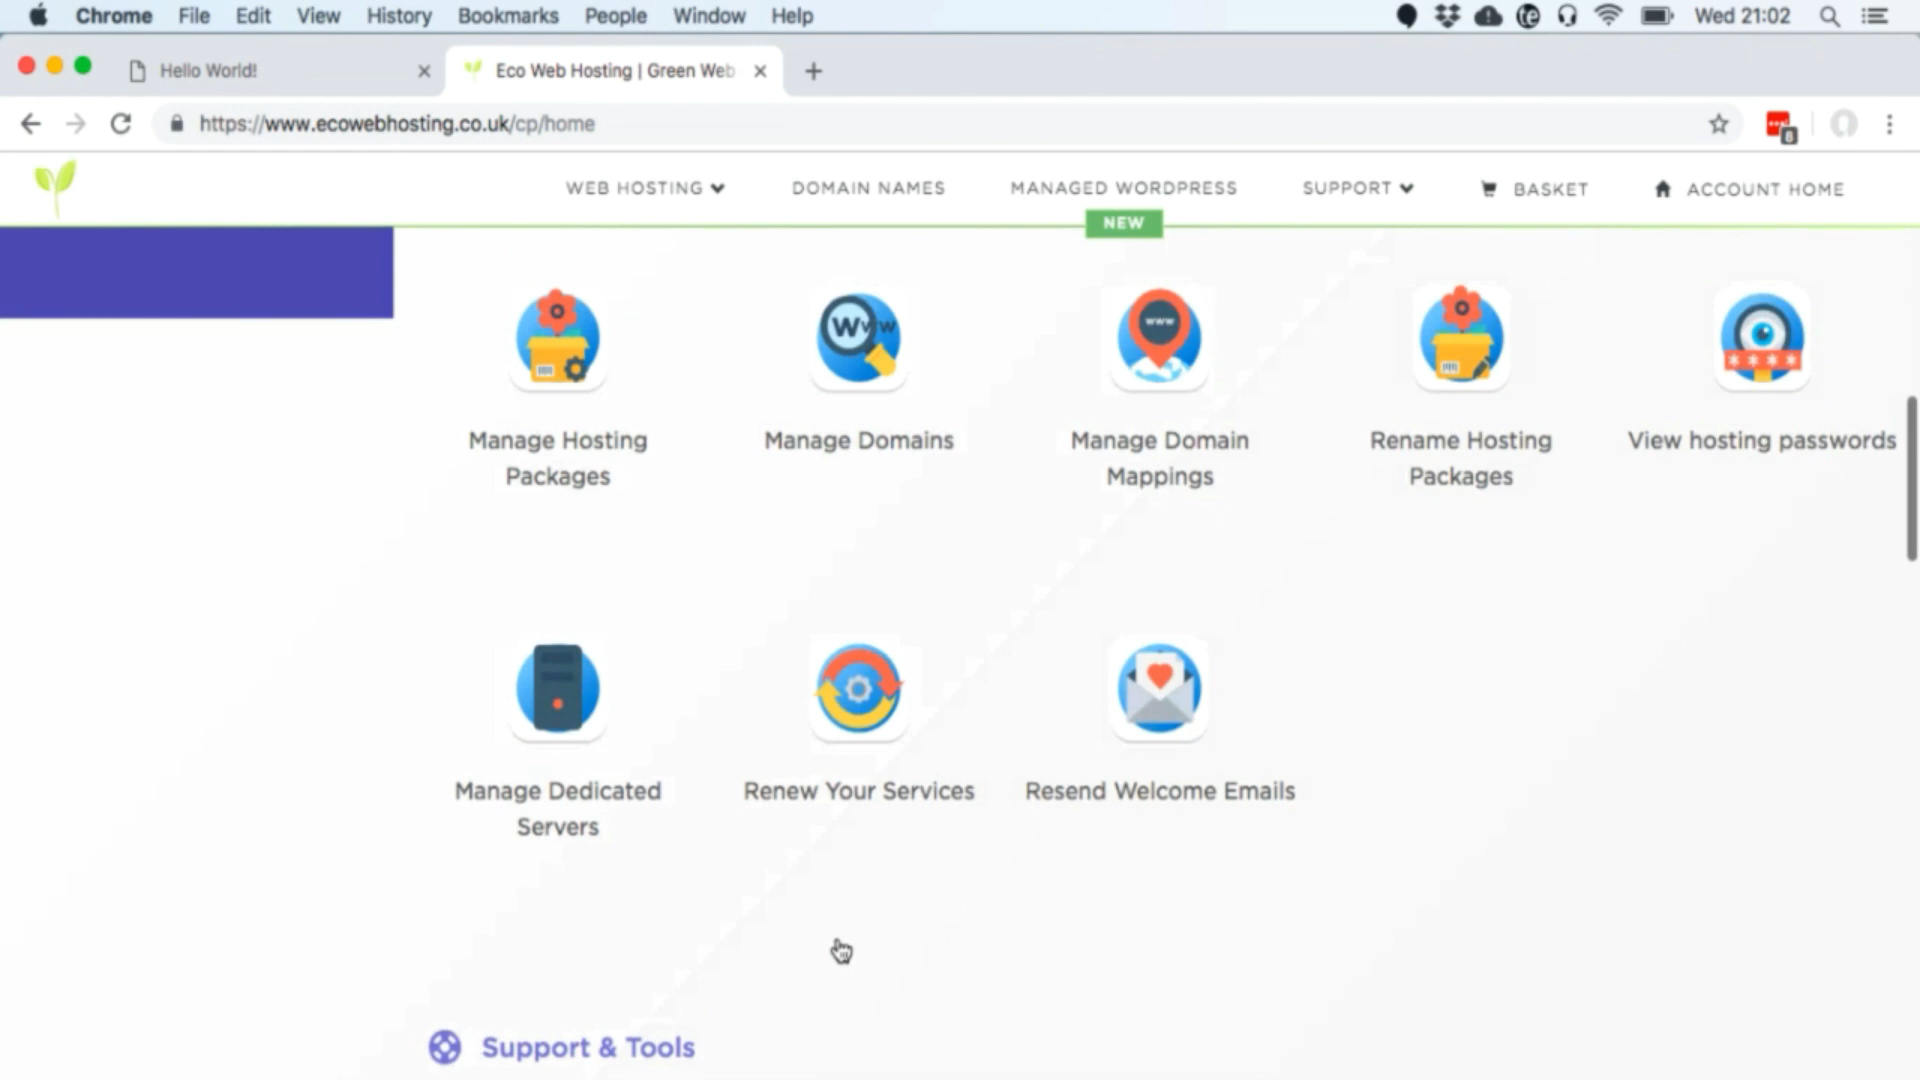 Chrome File Edit View History Bookmarks People Window Help Wed 21:02
Hello World!
Eco Web Hosting | Green Web
https://www.ecowebhosting.co.uk/cp/home
8
WEB HOSTING DOMAIN NAMES MANAGED WORDPRESS SUPPORT BASKET ACCOUNT HOME
NEW
W
www
Manage Hosting
Packages
Manage Domains
Manage Domain
Mappings
Rename Hosting
Packages
View hosting passwords
Manage Dedicated
Servers
Renew Your Services
Resend Welcome Emails
Support & Tools